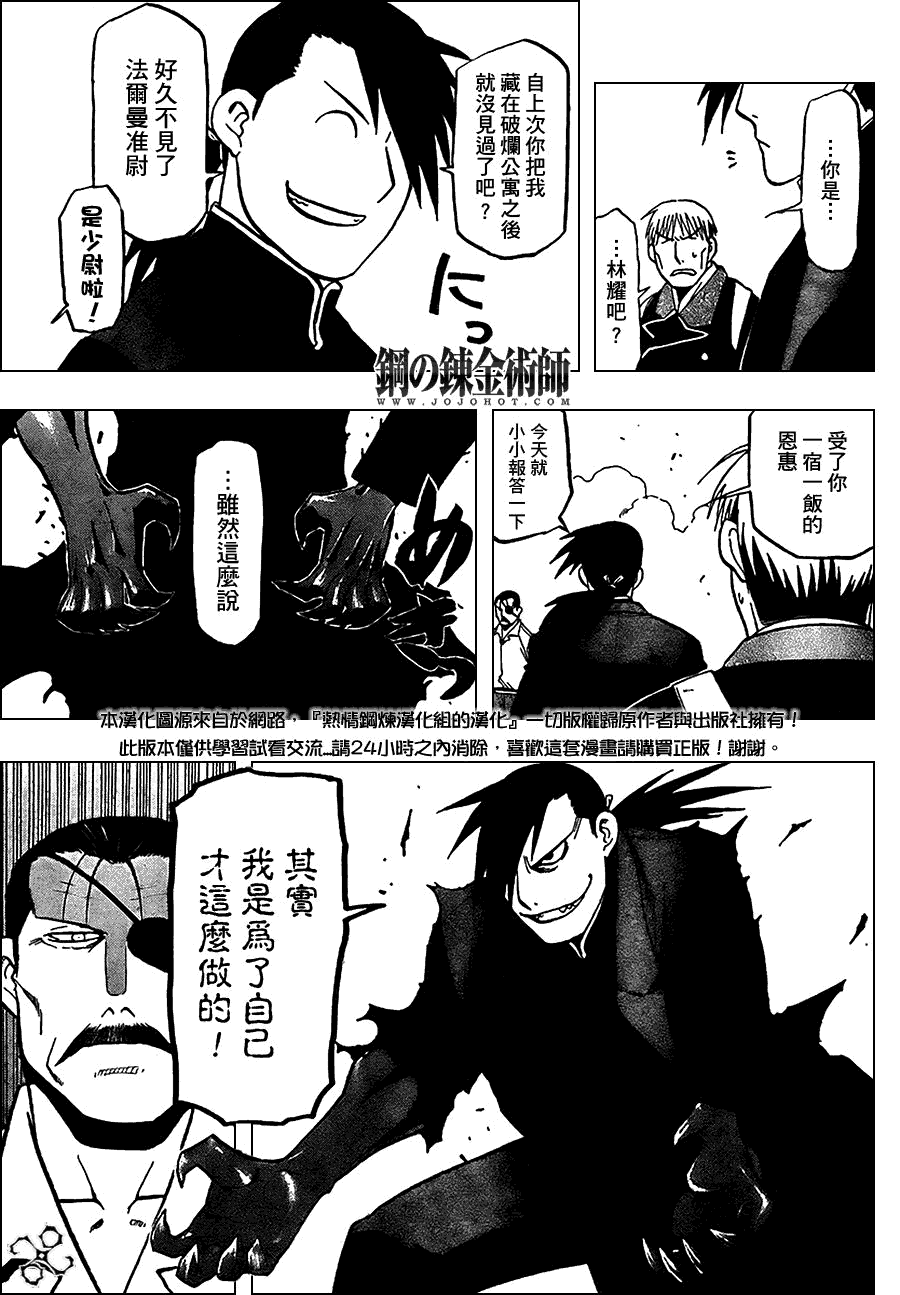 …你是…
…林耀吧？
自上次你把我
藏在破爛公寓之後
就沒見過了吧？
好久不見了
法爾曼准尉
是少尉啦！
にっ
鋼の錬金術師
WWW.JOJOHOT.COM
受了你
一宿一飯的
恩惠
今天就
小小報答一下
…雖然這麼說
め
本漢化圖源來自於網路，『熱情鋼煉漢化組的漢化』一切版權歸原作者與出版社擁有！
此版本僅供學習試看交流…請24小時之內消除，喜歡這套漫畫請購買正版！謝謝。
其實
我是爲了自己
才這麼做的！